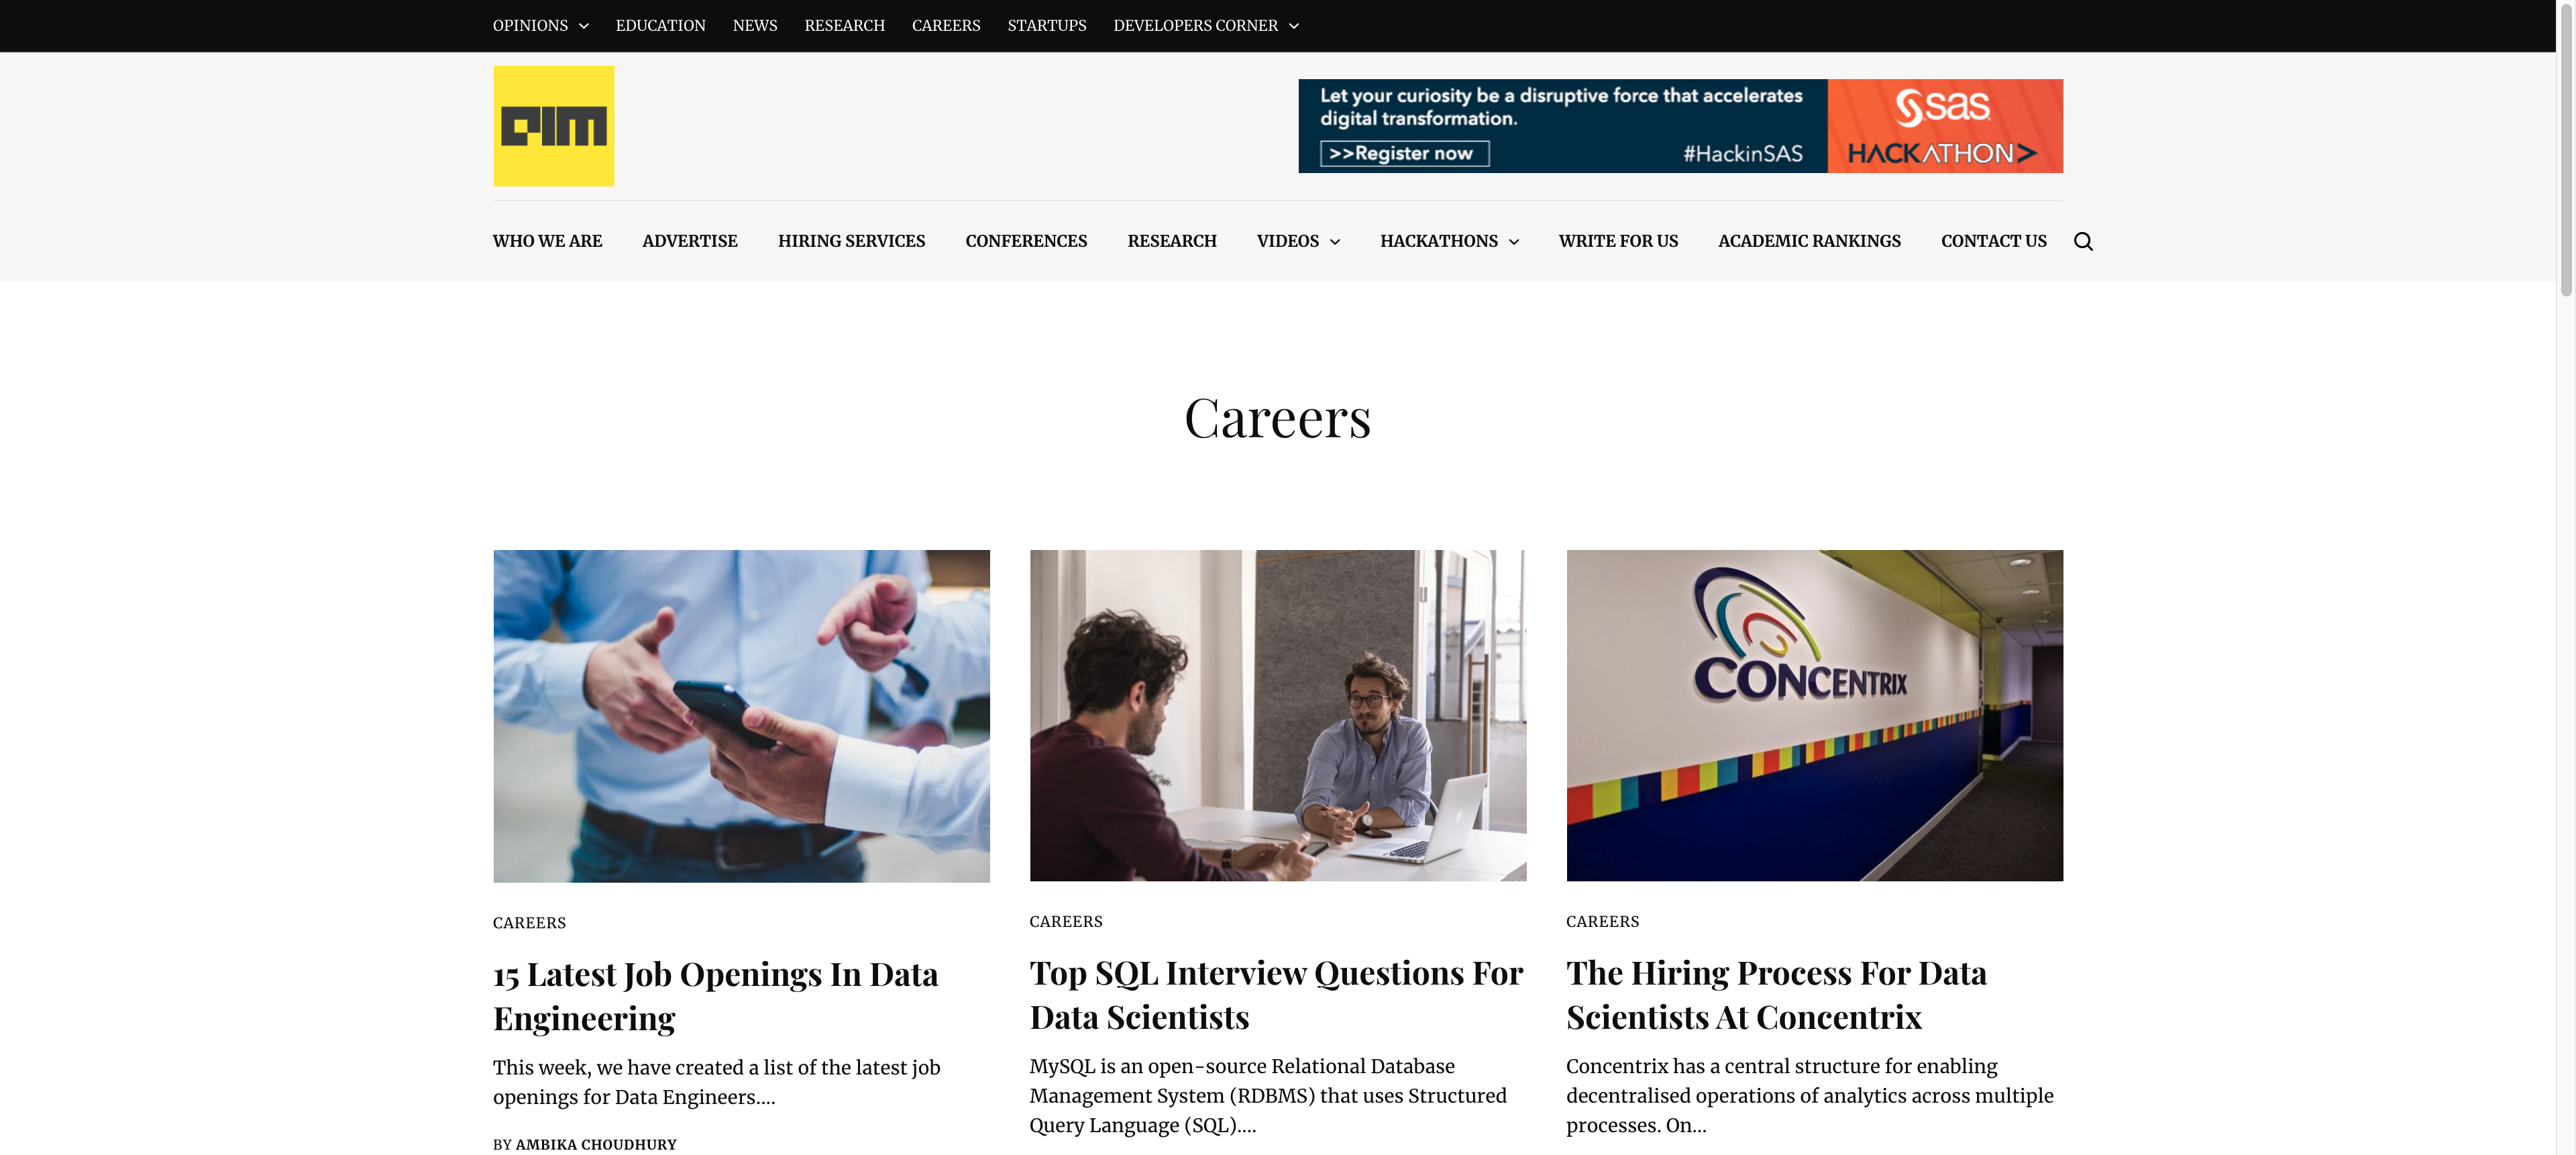 OPINIONS EDUCATION NEWS RESEARCH CAREERS STARTUPS DEVELOPERS CORNER
aim
Let your curiosity be a disruptive force that accelerates
digital transformation.
>>Register now
#HackinSAS
sas
HACKATHON>
WHO WE ARE ADVERTISE HIRING SERVICES CONFERENCES RESEARCH VIDEOS HACKATHONS WRITE FOR US ACADEMIC RANKINGS CONTACT US
Careers
CAREERS
15 Latest Job Openings In Data
Engineering
This week, we have created a list of the latest job
openings for Data Engineers....
BY AMBIKA CHOUDHURY
CAREERS
Top SQL Interview Questions For
Data Scientists
MySQL is an open-source Relational Database
Management System (RDBMS) that uses Structured
Query Language (SQL)....
CONCENTRIX
CAREERS
The Hiring Process For Data
Scientists At Concentrix
Concentrix has a central structure for enabling
decentralised operations of analytics across multiple
processes. On...